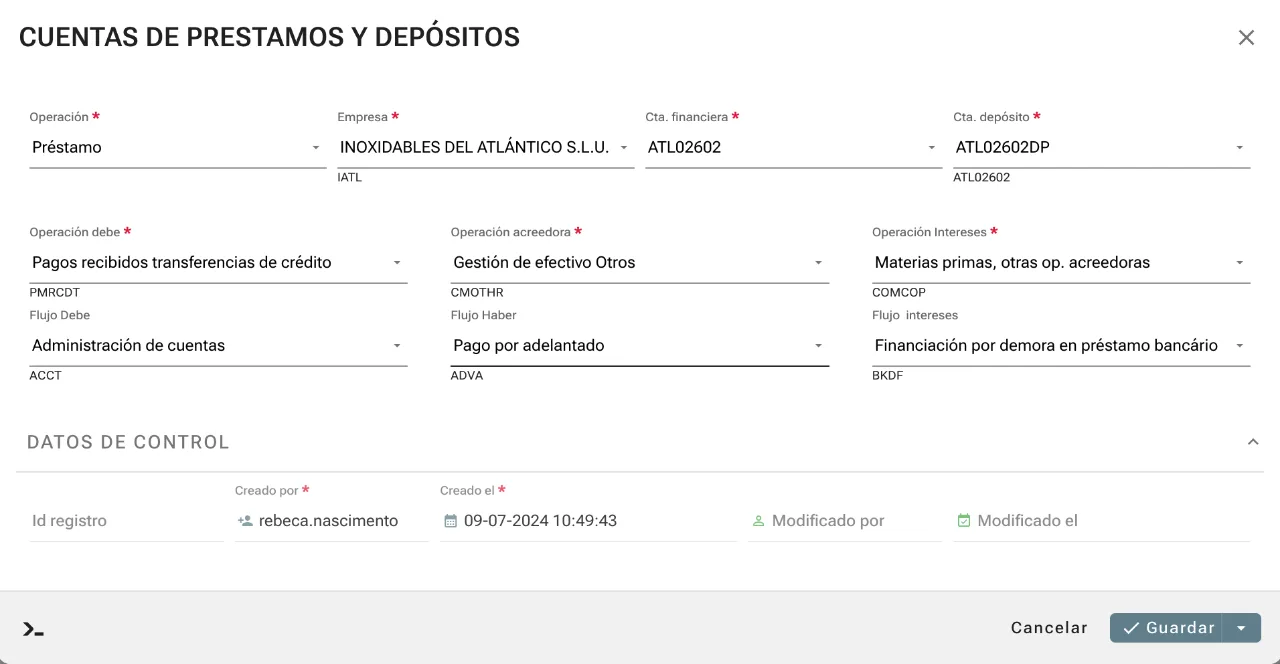 CUENTAS DE PRESTAMOS Y DEPÓSITOS
Operación * Empresa * Cta. financiera * Cta. depósito *
Préstamo INOXIDABLES DEL ATLÁNTICO S.L.U. ATL02602 ATL02602DP
IATL ATL02602
Operación debe * Operación acreedora * Operación Intereses *
Pagos recibidos transferencias de crédito Gestión de efectivo Otros Materias primas, otras op. acreedoras
PMRCDT CMOTHR COMCOP
Flujo Debe Flujo Haber Flujo intereses
Administración de cuentas Pago por adelantado Financiación por demora en préstamo bancário
ACCT ADVA BKDF
DATOS DE CONTROL
Creado por * Creado el *
Id registro rebeca.nascimento 09-07-2024 10:49:43 Modificado por Modificado el
Cancelar Guardar